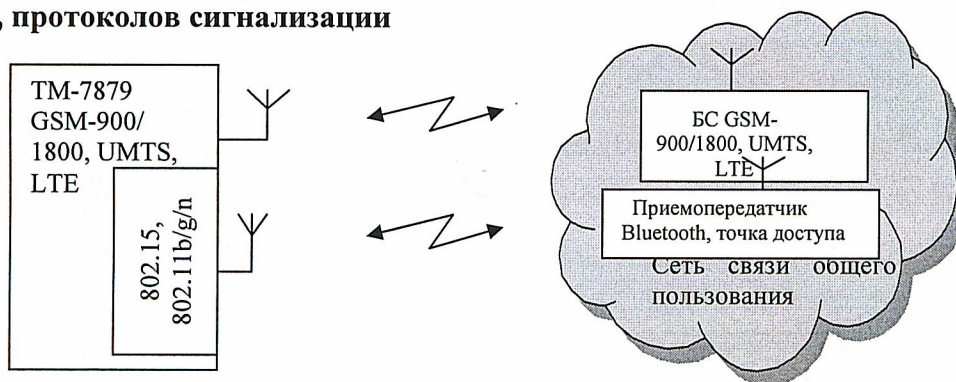 , протоколов сигнализации
TM-7879
GSM-900/
1800, UMTS,
LTE
802.15,
802.11b/g/n
БС GSM-
900/1800, UMTS,
LTE
Приемопередатчик
Bluetooth, точка доступа
Сеть связи общего
пользования